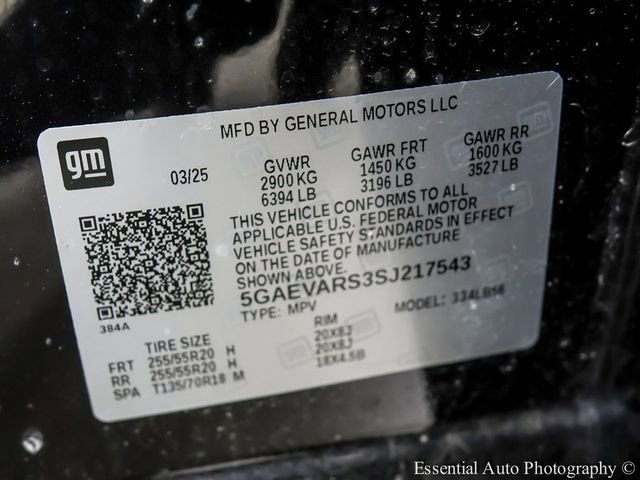 MFD BY GENERAL MOTORS LLC
gm
03/25
GVWR GAWR FRT GAWR RR
2900 KG 1450 KG 1600 KG
6394 LB 3196 LB 3527 LB
THIS VEHICLE CONFORMS TO ALL
APPLICABLE U.S. FEDERAL MOTOR
VEHICLE SAFETY STANDARDS IN EFFECT
ON THE DATE OF MANUFACTURE
SHOWN ABOVE.
5GAEVARS3SJ217543
TYPE: MPV MODEL: 334LB56
384A
TIRE SIZE RIM
FRT 255/55R20 H 20X8J
RR 255/55R20 H 20X8J
SPA T135/70R18 M 18X4.5B
Essential Auto Photography ©